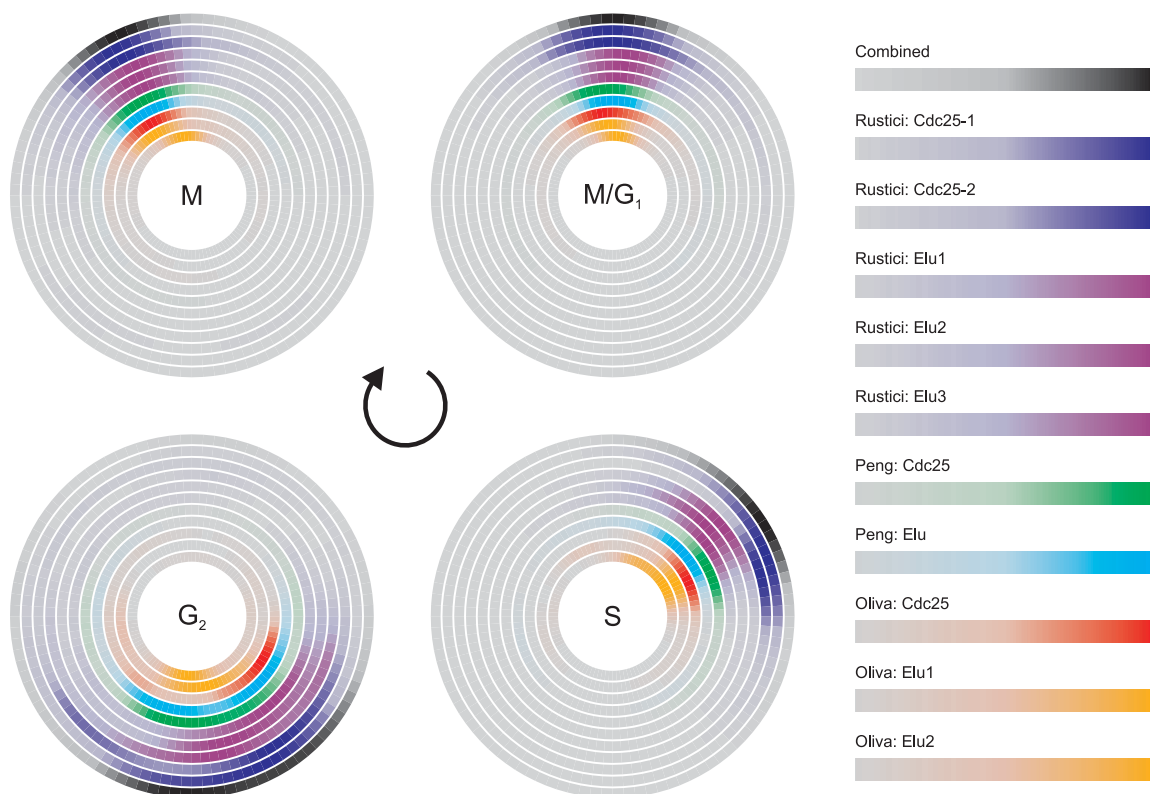 M
M/G₁
G₂
S
Combined
Rustici: Cdc25-1
Rustici: Cdc25-2
Rustici: Elu1
Rustici: Elu2
Rustici: Elu3
Peng: Cdc25
Peng: Elu
Oliva: Cdc25
Oliva: Elu1
Oliva: Elu2